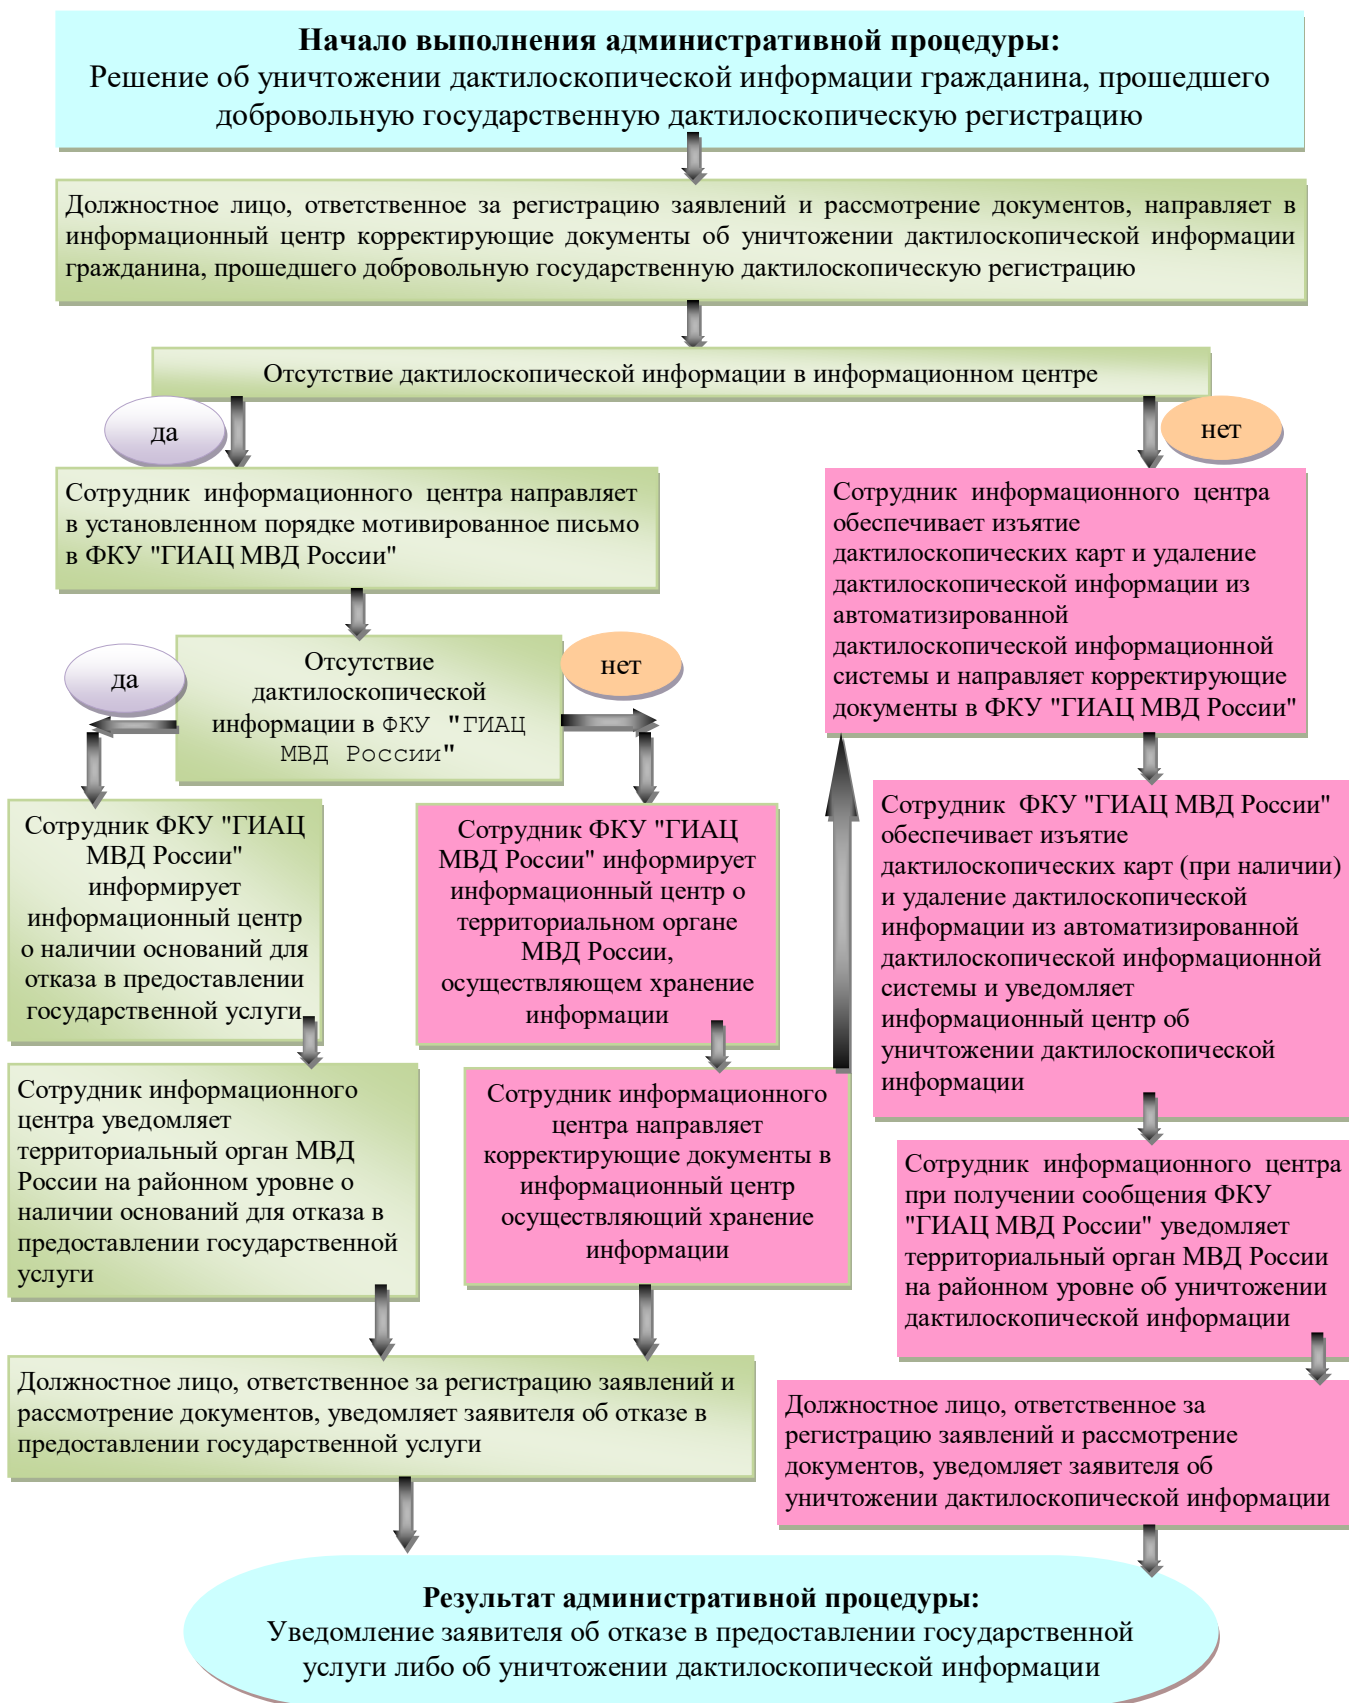 Начало выполнения административной процедуры:
Решение об уничтожении дактилоскопической информации гражданина, прошедшего
добровольную государственную дактилоскопическую регистрацию
Должностное лицо, ответственное за регистрацию заявлений и рассмотрение документов, направляет в
информационный центр корректирующие документы об уничтожении дактилоскопической информации
гражданина, прошедшего добровольную государственную дактилоскопическую регистрацию
Отсутствие дактилоскопической информации в информационном центре
да
нет
Сотрудник информационного центра направляет
в установленном порядке мотивированное письмо
в ФКУ "ГИАЦ МВД России"
Сотрудник информационного центра
обеспечивает изъятие
дактилоскопических карт и удаление
дактилоскопической информации из
автоматизированной
дактилоскопической информационной
системы и направляет корректирующие
документы в ФКУ "ГИАЦ МВД России"
да
Отсутствие
дактилоскопической
информации в ФКУ "ГИАЦ
МВД России"
нет
Сотрудник ФКУ "ГИАЦ
МВД России"
информирует
информационный центр
о наличии оснований для
отказа в предоставлении
государственной услуги
Сотрудник ФКУ "ГИАЦ
МВД России" информирует
информационный центр о
территориальном органе
МВД России,
осуществляющем хранение
информации
Сотрудник ФКУ "ГИАЦ МВД России"
обеспечивает изъятие
дактилоскопических карт (при наличии)
и удаление дактилоскопической
информации из автоматизированной
дактилоскопической информационной
системы и уведомляет
информационный центр об
уничтожении дактилоскопической
информации
Сотрудник информационного
центра уведомляет
территориальный орган МВД
России на районном уровне о
наличии оснований для отказа в
предоставлении государственной
услуги
Сотрудник информационного
центра направляет
корректирующие документы в
информационный центр
осуществляющий хранение
информации
Сотрудник информационного центра
при получении сообщения ФКУ
"ГИАЦ МВД России" уведомляет
территориальный орган МВД России
на районном уровне об уничтожении
дактилоскопической информации
Должностное лицо, ответственное за регистрацию заявлений и
рассмотрение документов, уведомляет заявителя об отказе в
предоставлении государственной услуги
Должностное лицо, ответственное за
регистрацию заявлений и рассмотрение
документов, уведомляет заявителя об
уничтожении дактилоскопической информации
Результат административной процедуры:
Уведомление заявителя об отказе в предоставлении государственной
услуги либо об уничтожении дактилоскопической информации